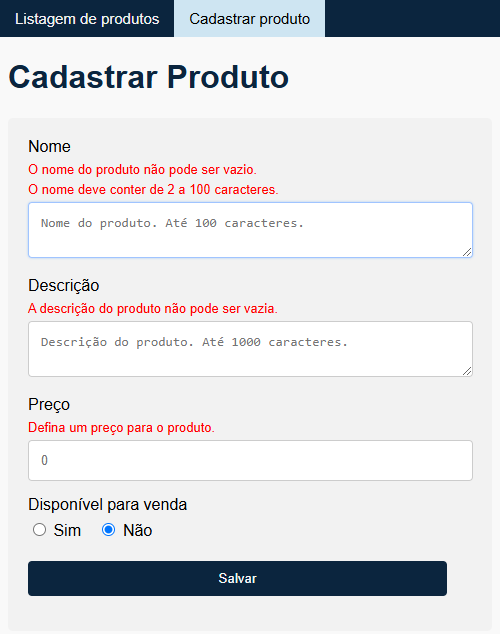 Listagem de produtos
Cadastrar produto
Cadastrar Produto
Nome
O nome do produto não pode ser vazio.
O nome deve conter de 2 a 100 caracteres.
Nome do produto. Até 100 caracteres.
Descrição
A descrição do produto não pode ser vazia.
Descrição do produto. Até 1000 caracteres.
Preço
Defina um preço para o produto.
0
Disponível para venda
Sim Não
Salvar